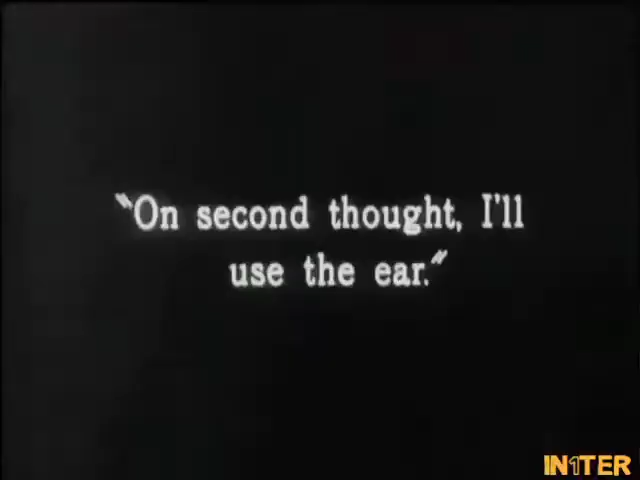 "On second thought, I'll
use the ear."
IN1TER